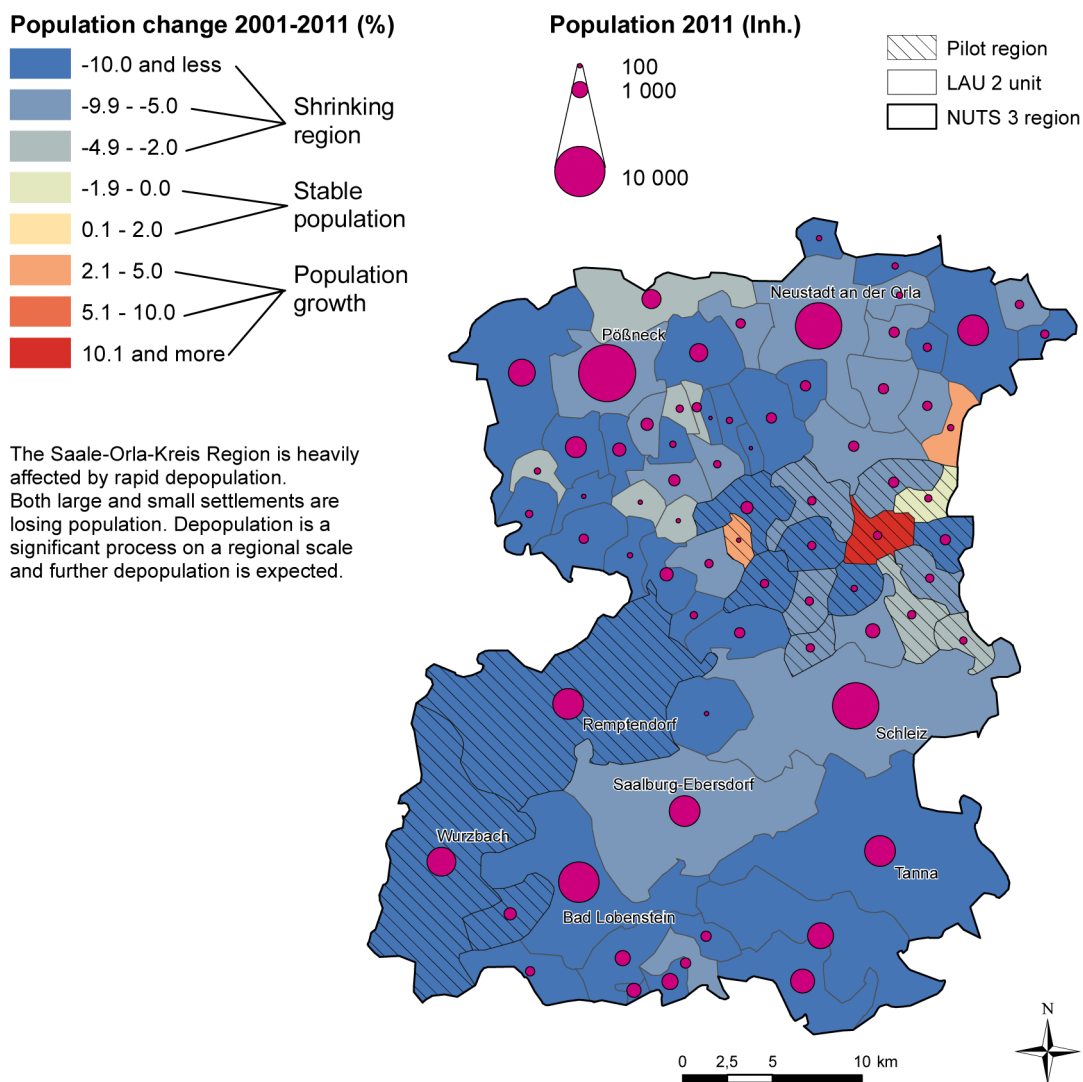 Population change 2001-2011 (%)
-10.0 and less
-9.9 - -5.0
-4.9 - -2.0
-1.9 - 0.0
0.1 - 2.0
2.1 - 5.0
5.1 - 10.0
10.1 and more
Shrinking
region
Stable
population
Population
growth
Population 2011 (Inh.)
100
1 000
10 000
Pilot region
LAU 2 unit
NUTS 3 region
The Saale-Orla-Kreis Region is heavily
affected by rapid depopulation.
Both large and small settlements are
losing population. Depopulation is a
significant process on a regional scale
and further depopulation is expected.
Neustadt an der Orla
Pößneck
Remptendorf
Schleiz
Saalburg-Ebersdorf
Wurzbach
Tanna
Bad Lobenstein
N
0 2,5 5 10 km